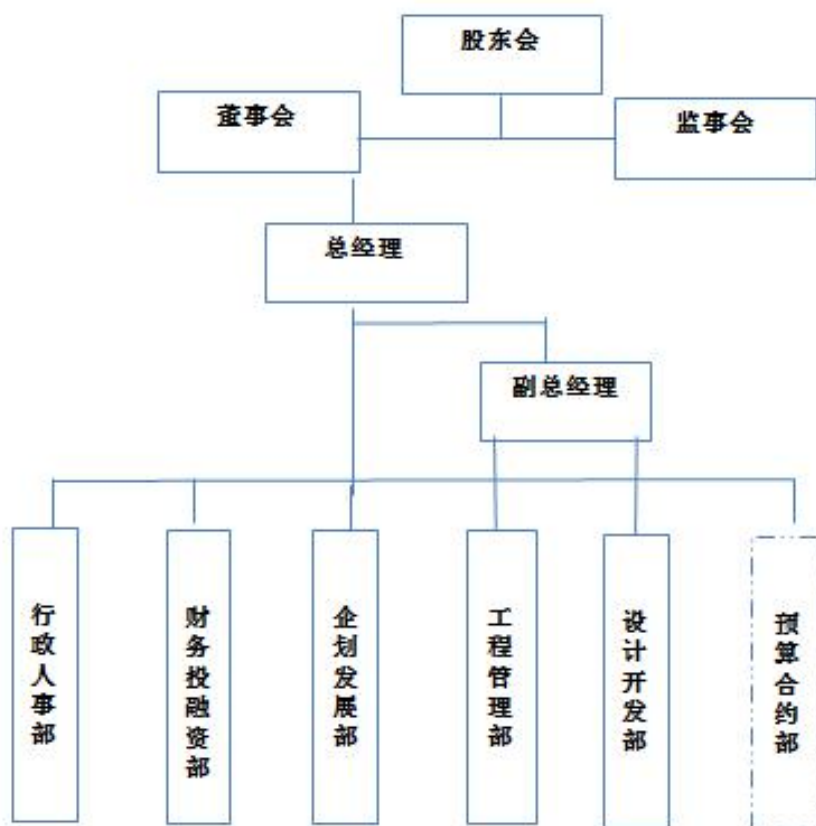 股东会
董事会
监事会
总经理
副总经理
行政人事部
财务投融资部
企划发展部
工程管理部
设计开发部
预算合约部